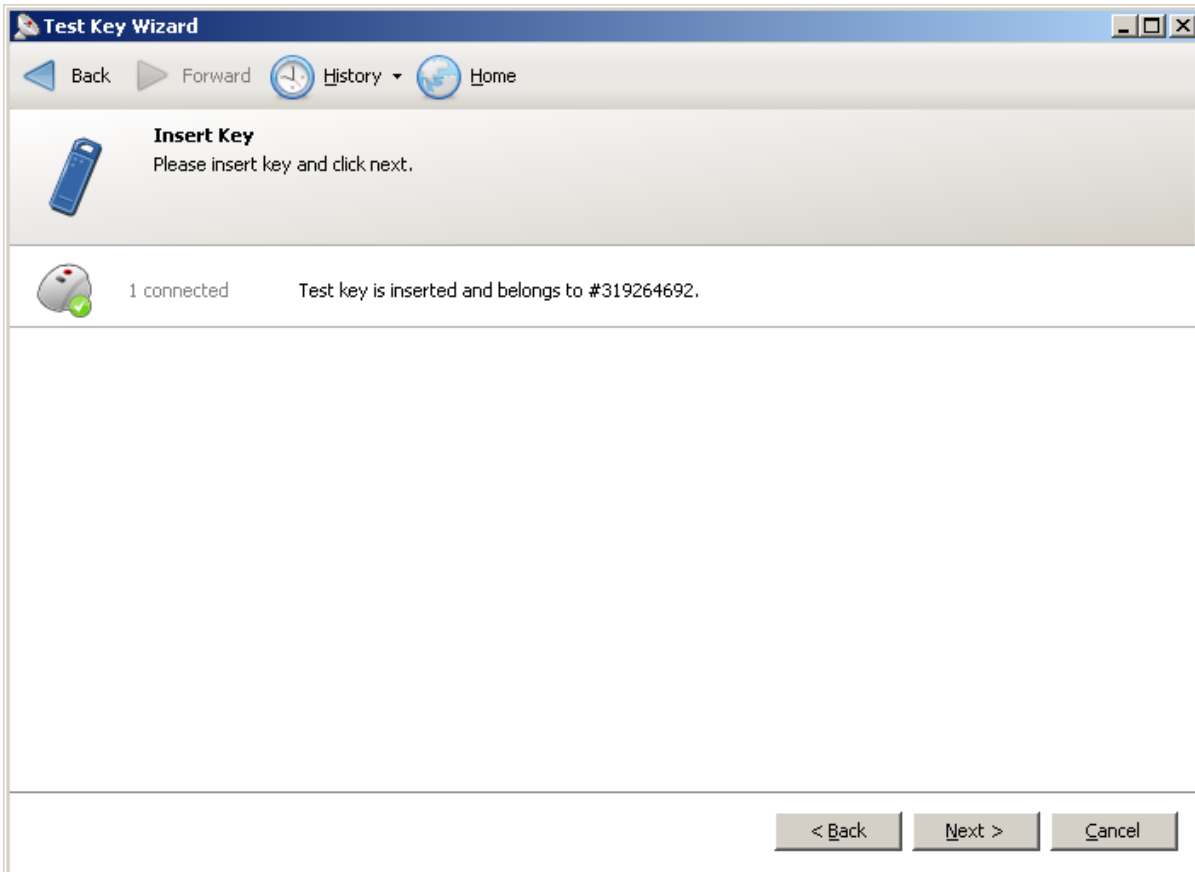 Test Key Wizard
Back Forward History Home
Insert Key
Please insert key and click next.
1 connected Test key is inserted and belongs to #319264692.
< Back Next > Cancel